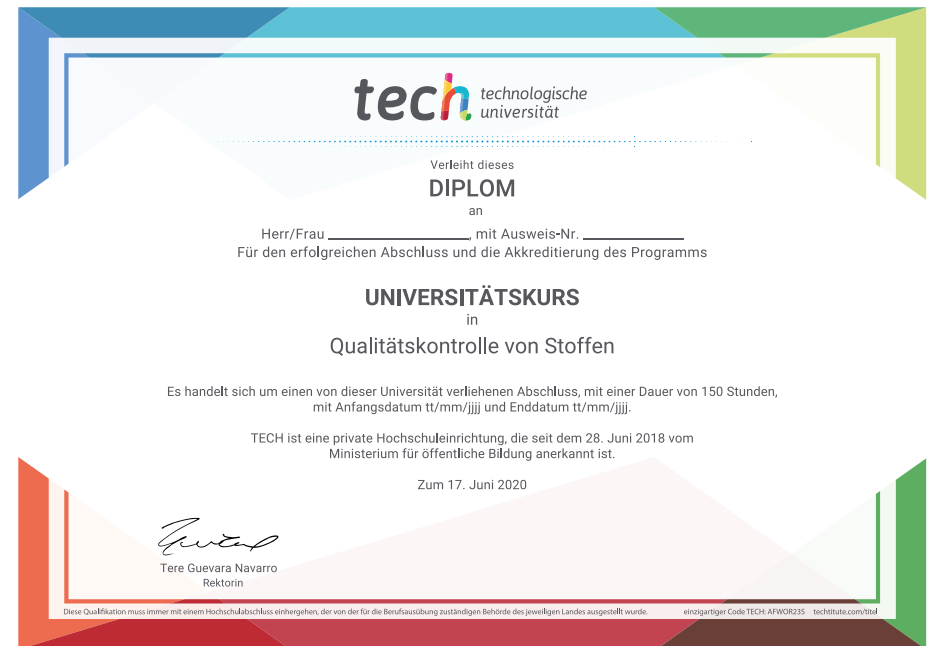 tech technologische
universität
Verleiht dieses
DIPLOM
an
Herr/Frau ____________________, mit Ausweis-Nr. ______________
Für den erfolgreichen Abschluss und die Akkreditierung des Programms
UNIVERSITÄTSKURS
in
Qualitätskontrolle von Stoffen
Es handelt sich um einen von dieser Universität verliehenen Abschluss, mit einer Dauer von 150 Stunden,
mit Anfangsdatum tt/mm/jjjj und Enddatum tt/mm/jjjj.
TECH ist eine private Hochschuleinrichtung, die seit dem 28. Juni 2018 vom
Ministerium für öffentliche Bildung anerkannt ist.
Zum 17. Juni 2020
Tere Guevara Navarro
Rektorin
Diese Qualifikation muss immer mit einem Hochschulabschluss einhergehen, der von der für die Berufsausübung zuständigen Behörde des jeweiligen Landes ausgestellt wurde. einzigartiger Code TECH: AFWOR23S techtitute.com/titel